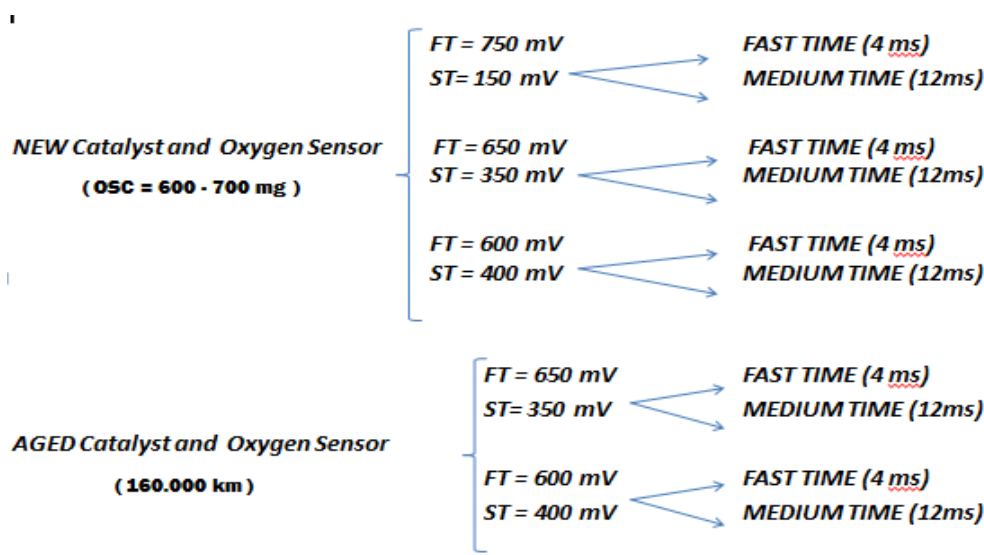 FT = 750 mV
FAST TIME (4 ms)
ST= 150 mV
MEDIUM TIME (12ms)
NEW Catalyst and Oxygen Sensor
( OSC = 600 - 700 mg )
FT = 650 mV
FAST TIME (4 ms)
ST = 350 mV
MEDIUM TIME (12ms)
FT = 600 mV
FAST TIME (4 ms)
ST = 400 mV
MEDIUM TIME (12ms)
AGED Catalyst and Oxygen Sensor
( 160.000 km )
FT = 650 mV
FAST TIME (4 ms)
ST= 350 mV
MEDIUM TIME (12ms)
FT = 600 mV
FAST TIME (4 ms)
ST = 400 mV
MEDIUM TIME (12ms)